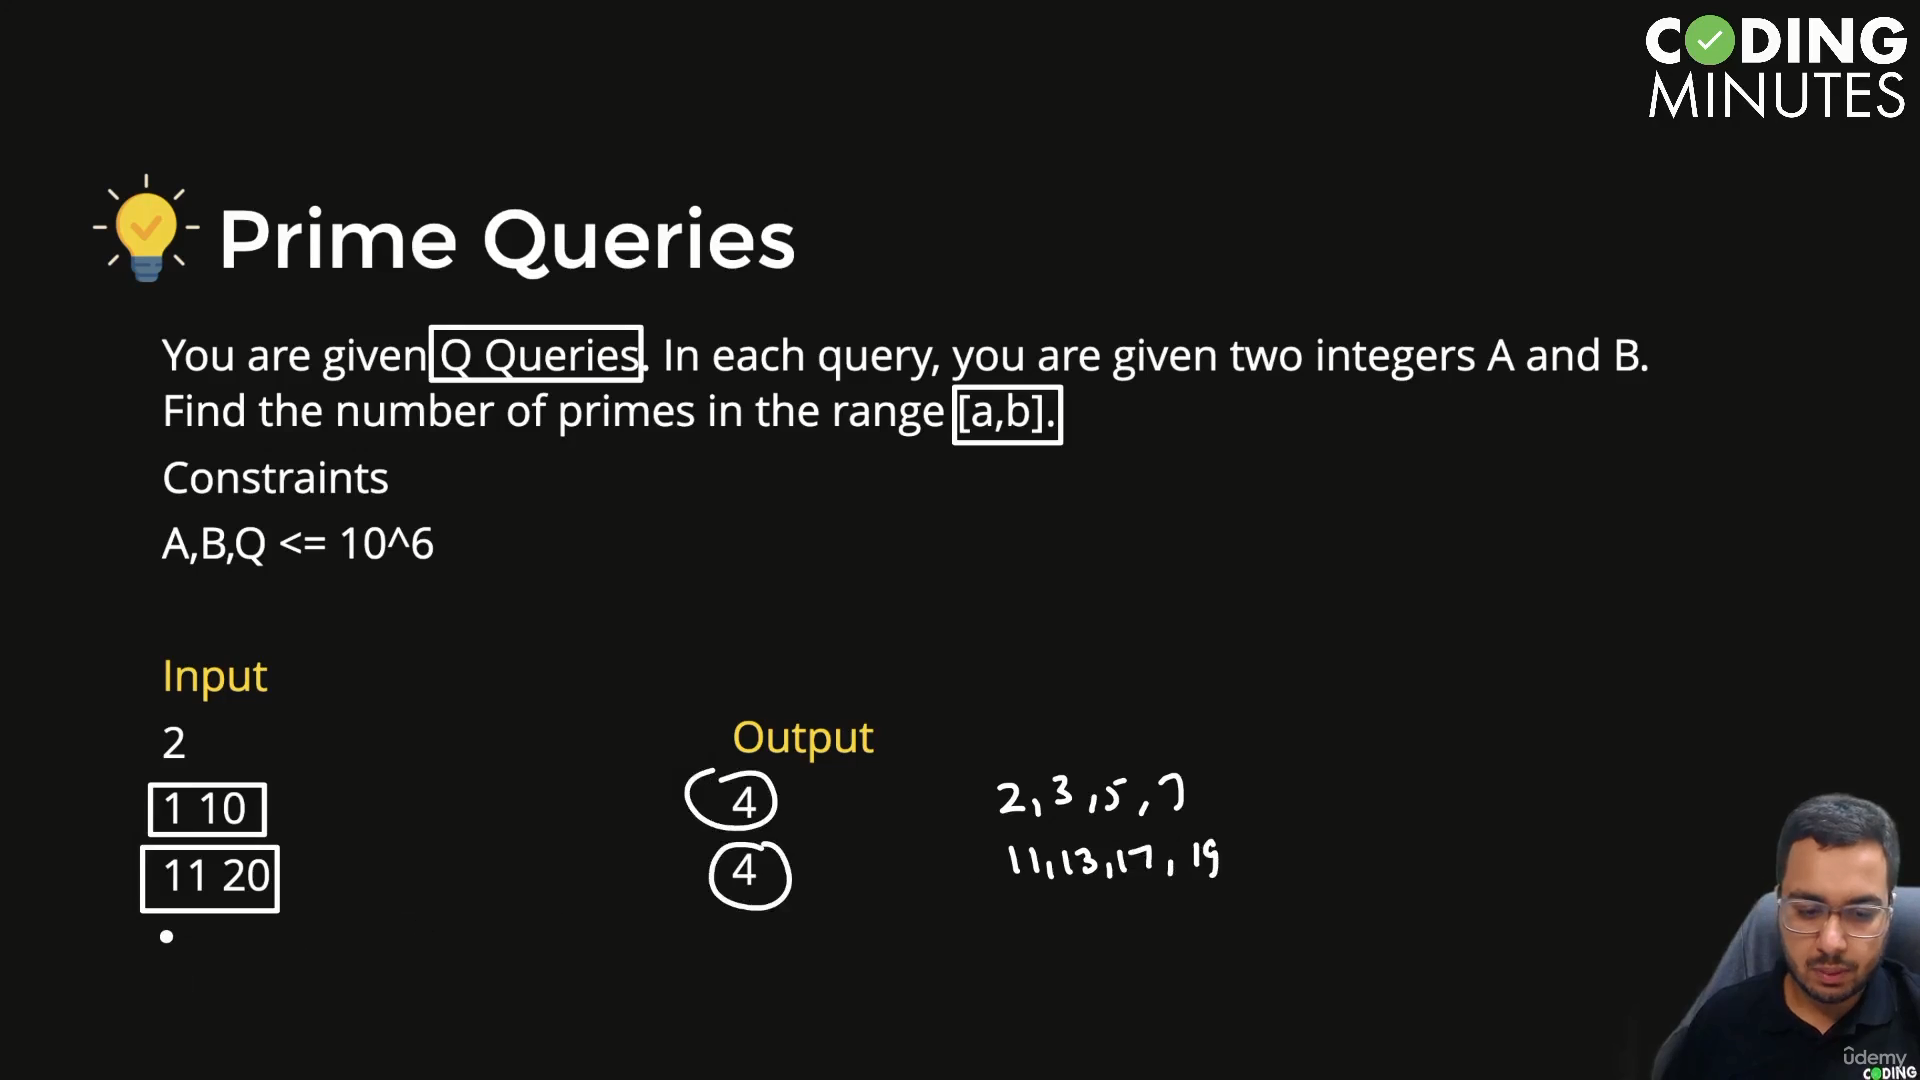 CODING
MINUTES
Prime Queries
You are given Q Queries. In each query, you are given two integers A and B.
Find the number of primes in the range [a,b].
Constraints
A,B,Q <= 10^6
Input
2
Output
1 10
4
2,3,5,7
11 20
4
11,13,17,19
ûdemy
CODING